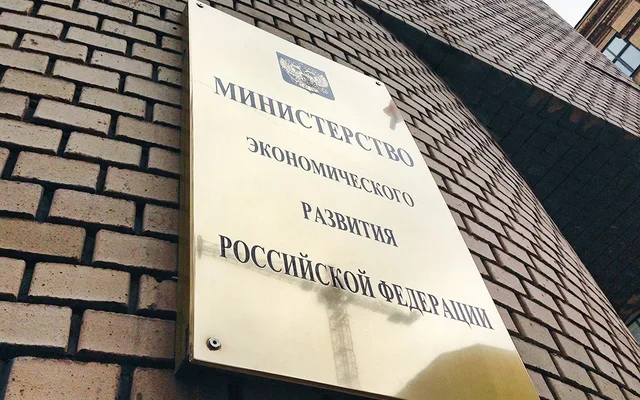 МИНИСТЕРСТВО
ЭКОНОМИЧЕСКОГО
РАЗВИТИЯ
РОССИЙСКОЙ ФЕДЕРАЦИИ